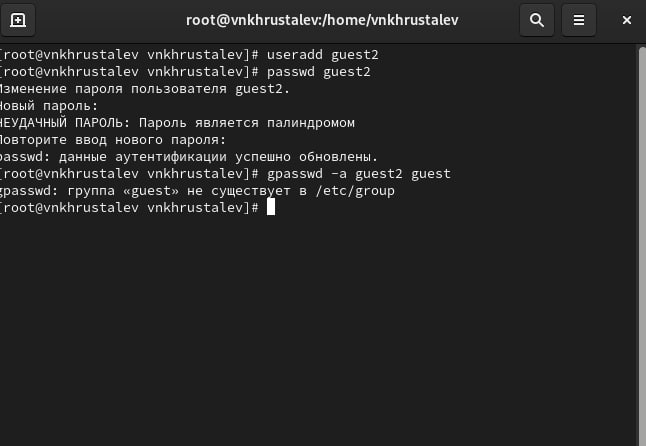 root@vnkhrustalev:/home/vnkhrustalev
[root@vnkhrustalev vnkhrustalev]# useradd guest2
[root@vnkhrustalev vnkhrustalev]# passwd guest2
Изменение пароля пользователя guest2.
Новый пароль:
НЕУДАЧНЫЙ ПАРОЛЬ: Пароль является палиндромом
Повторите ввод нового пароля:
passwd: данные аутентификации успешно обновлены.
[root@vnkhrustalev vnkhrustalev]# gpasswd -a guest2 guest
gpasswd: группа «guest» не существует в /etc/group
[root@vnkhrustalev vnkhrustalev]#